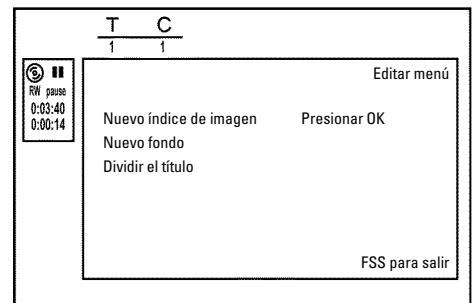 T C
1 1
RW pause
0:03:40
0:00:14
Editar menú
Nuevo índice de imagen Presionar OK
Nuevo fondo
Dividir el título
FSS para salir